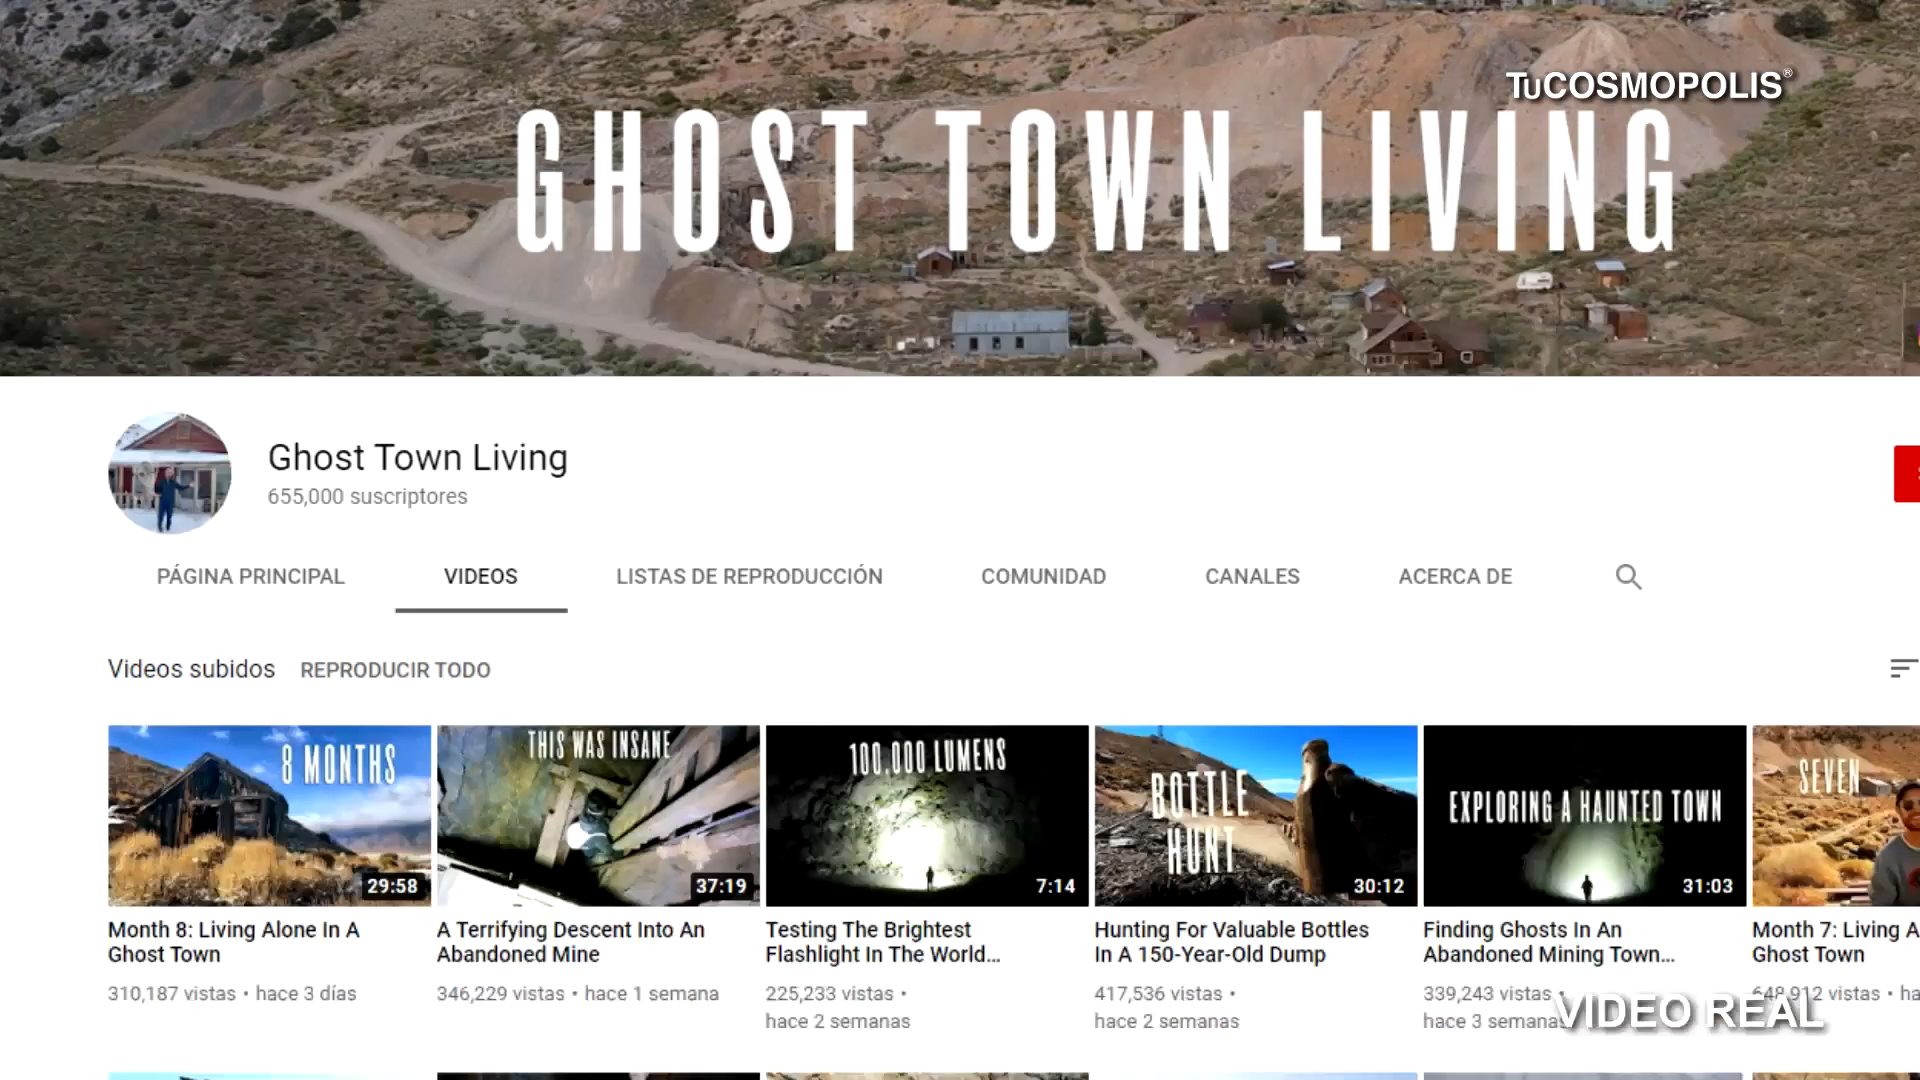 TuCOSMOPOLIS®
GHOST TOWN LIVING
Ghost Town Living
655,000 suscriptores
PÁGINA PRINCIPAL
VIDEOS
LISTAS DE REPRODUCCIÓN
COMUNIDAD
CANALES
ACERCA DE
Videos subidos
REPRODUCIR TODO
8 MONTHS
29:58
THIS WAS INSANE
37:19
100,000 LUMENS
7:14
BOTTLE
HUNT
30:12
EXPLORING A HAUNTED TOWN
31:03
SEVEN
Month 8: Living Alone In A
Ghost Town
310,187 vistas • hace 3 días
A Terrifying Descent Into An
Abandoned Mine
346,229 vistas • hace 1 semana
Testing The Brightest
Flashlight In The World...
225,233 vistas •
hace 2 semanas
Hunting For Valuable Bottles
In A 150-Year-Old Dump
417,536 vistas •
hace 2 semanas
Finding Ghosts In An
Abandoned Mining Town...
339,243 vistas •
hace 3 semanas
Month 7: Living A
Ghost Town
648,912 vistas • ha
VIDEO REAL